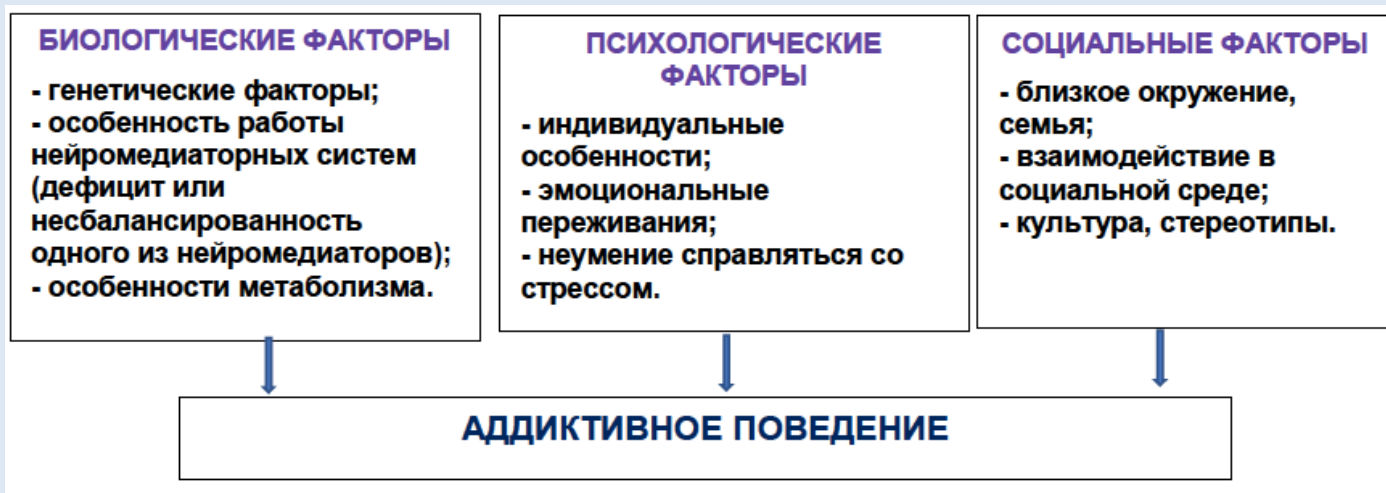 БИОЛОГИЧЕСКИЕ ФАКТОРЫ
- генетические факторы;
- особенность работы
нейромедиаторных систем
(дефицит или
несбалансированность
одного из нейромедиаторов);
- особенности метаболизма.
ПСИХОЛОГИЧЕСКИЕ
ФАКТОРЫ
- индивидуальные
особенности;
- эмоциональные
переживания;
- неумение справляться со
стрессом.
СОЦИАЛЬНЫЕ ФАКТОРЫ
- близкое окружение,
семья;
- взаимодействие в
социальной среде;
- культура, стереотипы.
АДДИКТИВНОЕ ПОВЕДЕНИЕ